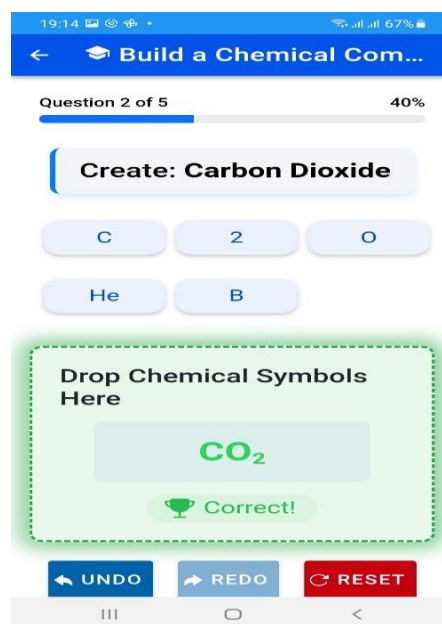 19:14 67%
Build a Chemical Com...
Question 2 of 5 40%
Create: Carbon Dioxide
C 2 O
He B
Drop Chemical Symbols
Here
CO₂
Correct!
UNDO REDO RESET